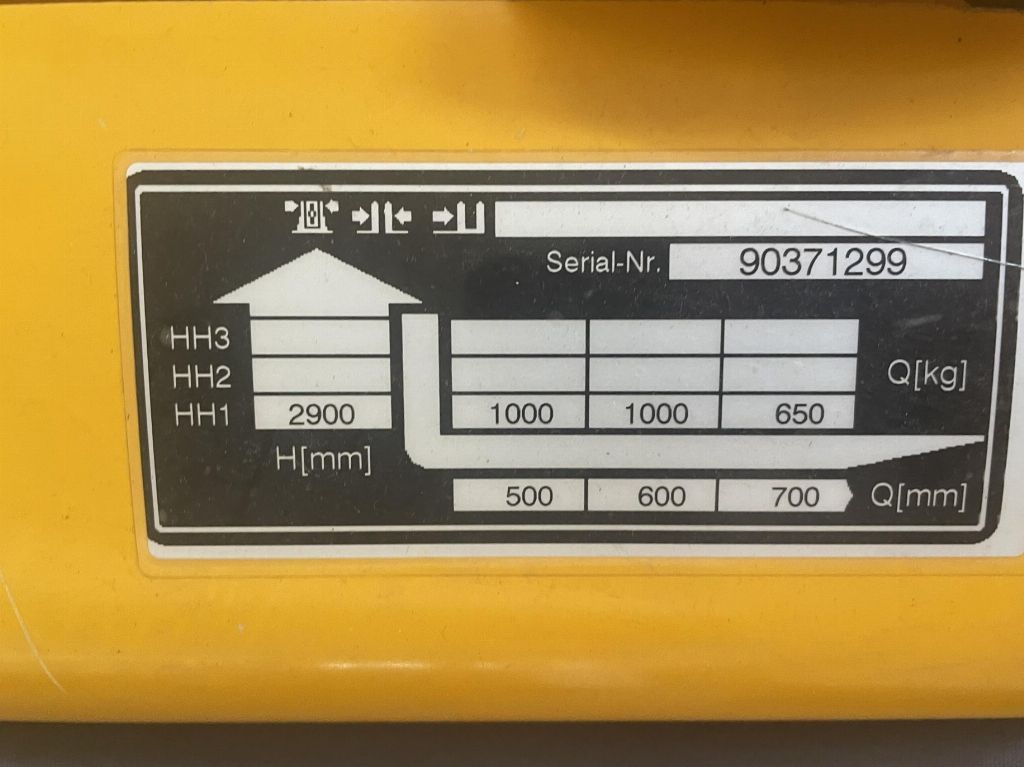 Serial-Nr. 90371299
HH3
HH2 Q[kg]
HH1 2900 1000 1000 650
H[mm]
500 600 700 Q[mm]